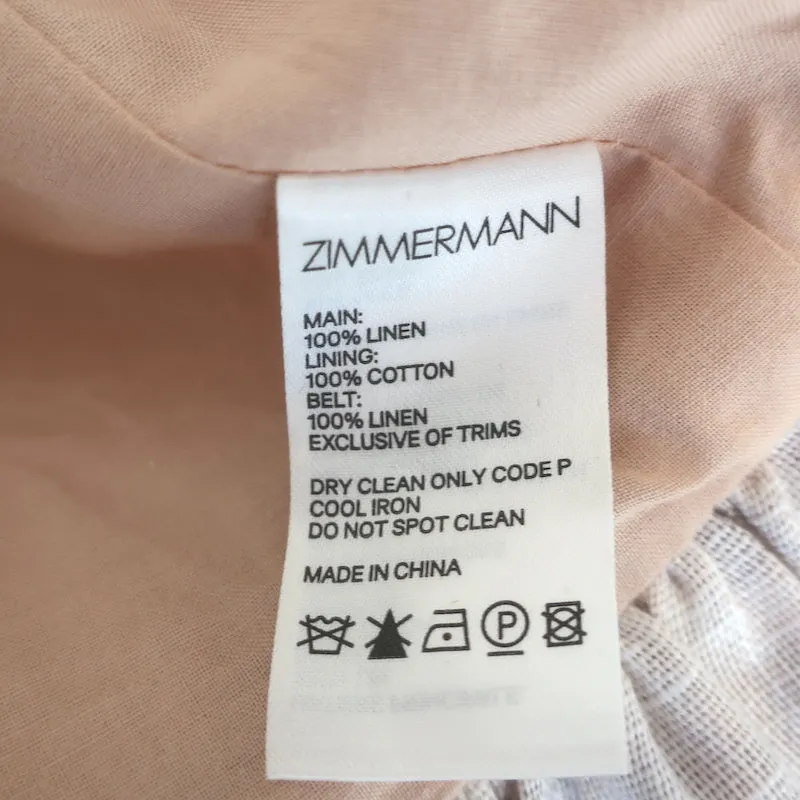 ZIMMERMANN
MAIN:
100% LINEN
LINING:
100% COTTON
BELT:
100% LINEN
EXCLUSIVE OF TRIMS
DRY CLEAN ONLY CODE P
COOL IRON
DO NOT SPOT CLEAN
MADE IN CHINA
P